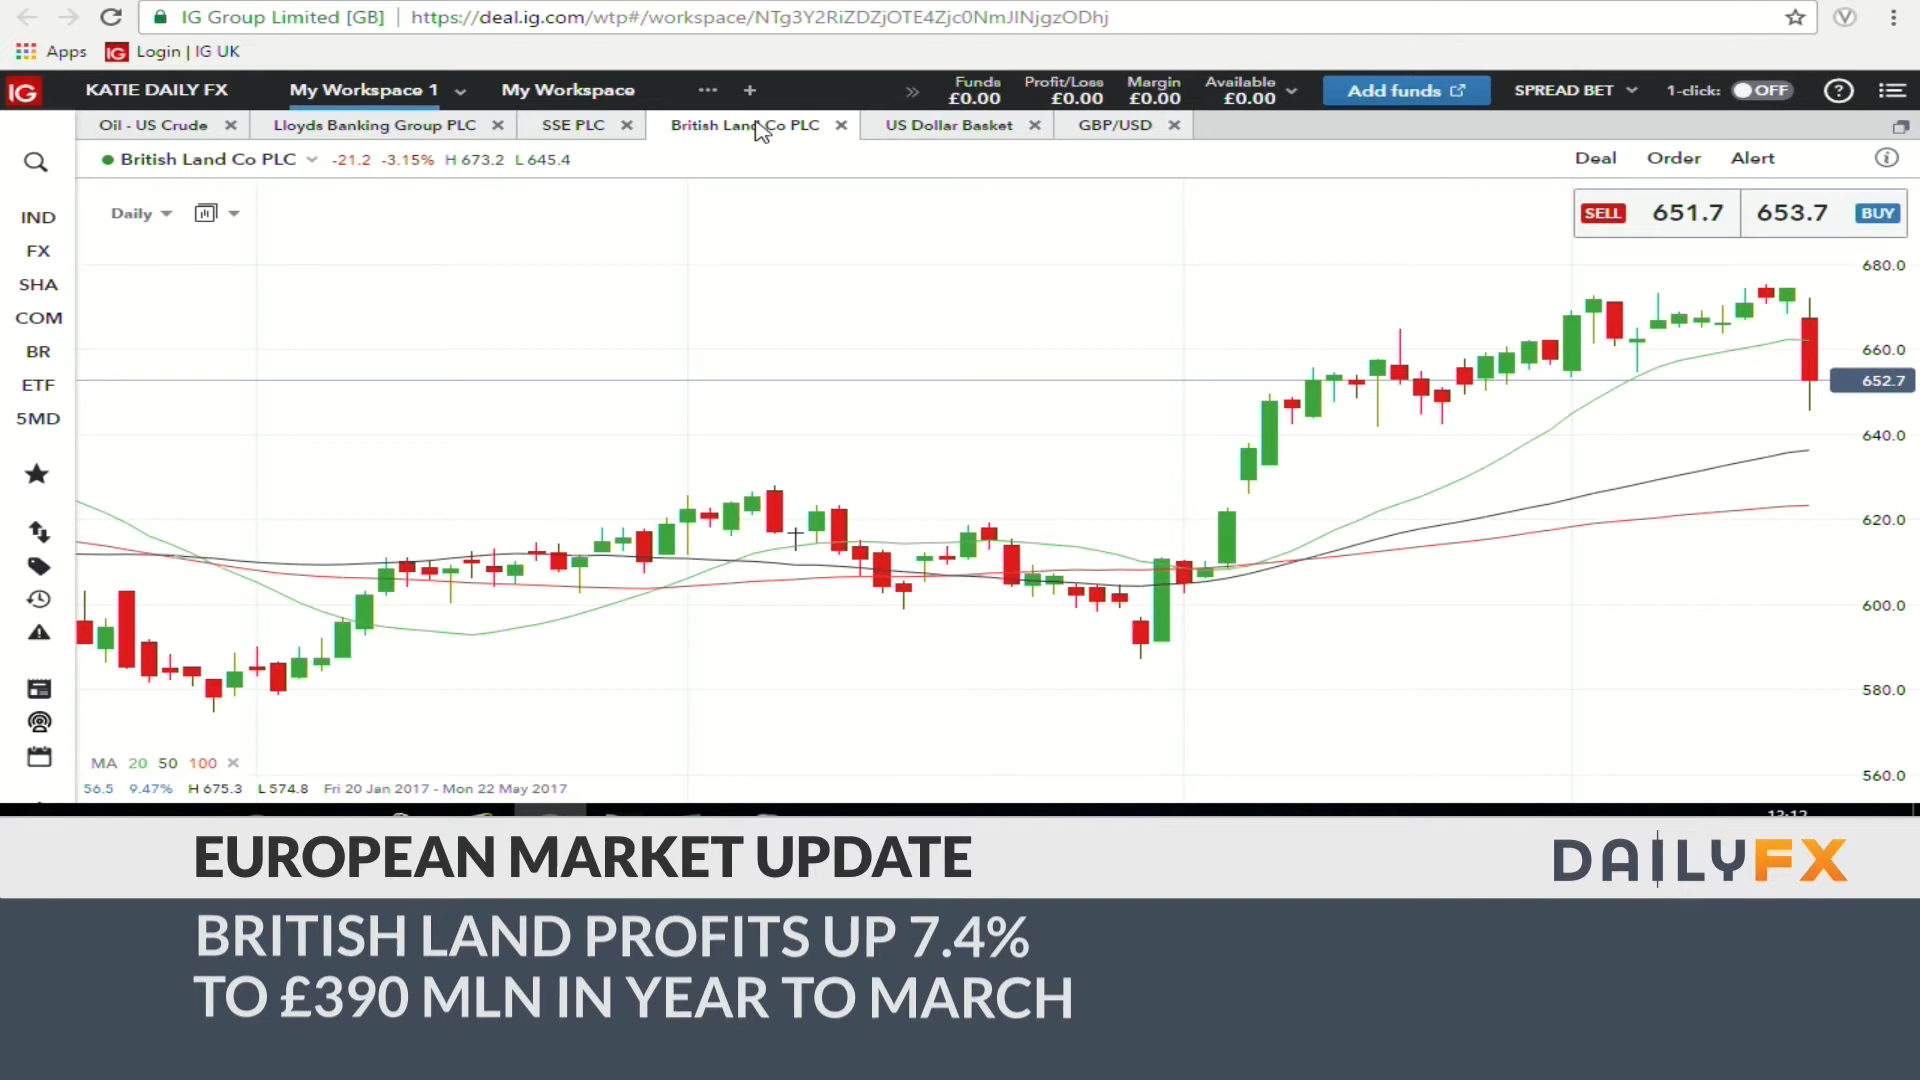 IG Group Limited [GB] https://deal.ig.com/wtp#/workspace/NTg3Y2RiZDZjOTE4Zjc0NmJlNjgzODhj
Apps IG Login | IG UK
IG KATIE DAILY FX My Workspace 1 My Workspace ... + » Funds Profit/Loss Margin Available Add funds SPREAD BET 1-click: OFF ?
£0.00 £0.00 £0.00 £0.00
Oil - US Crude Lloyds Banking Group PLC SSE PLC British Land Co PLC US Dollar Basket GBP/USD
British Land Co PLC -21.2 -3.15% H 673.2 L 645.4 Deal Order Alert
Daily SELL 651.7 653.7 BUY
IND
FX
SHA
COM
BR
ETF
5MD
680.0
660.0
652.7
640.0
620.0
600.0
580.0
560.0
MA 20 50 100
56.5 9.47% H 675.3 L 574.8 Fri 20 Jan 2017 - Mon 22 May 2017
EUROPEAN MARKET UPDATE
DAILYFX
BRITISH LAND PROFITS UP 7.4%
TO £390 MLN IN YEAR TO MARCH